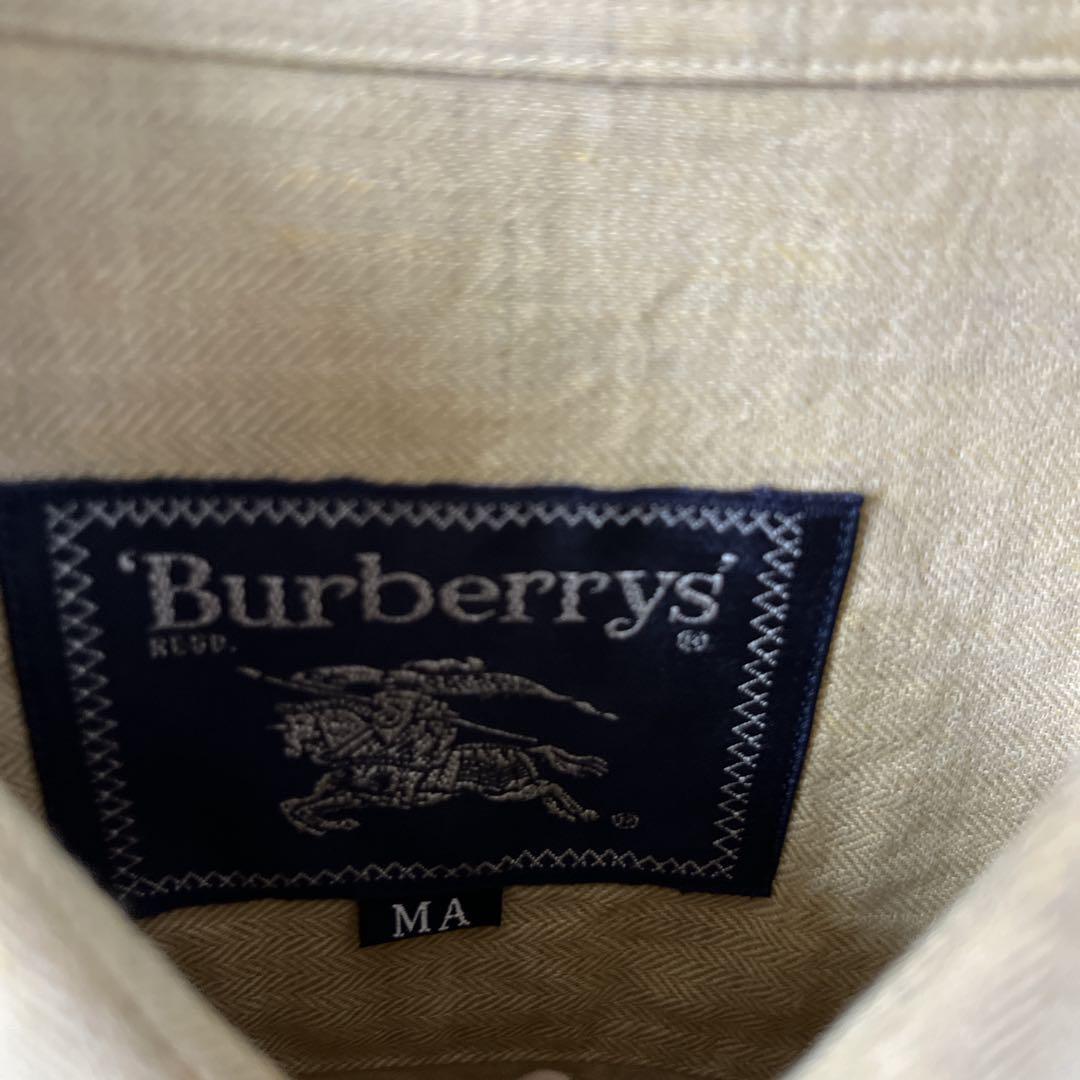 ‘Burberrys’
REGD. ®
®
MA